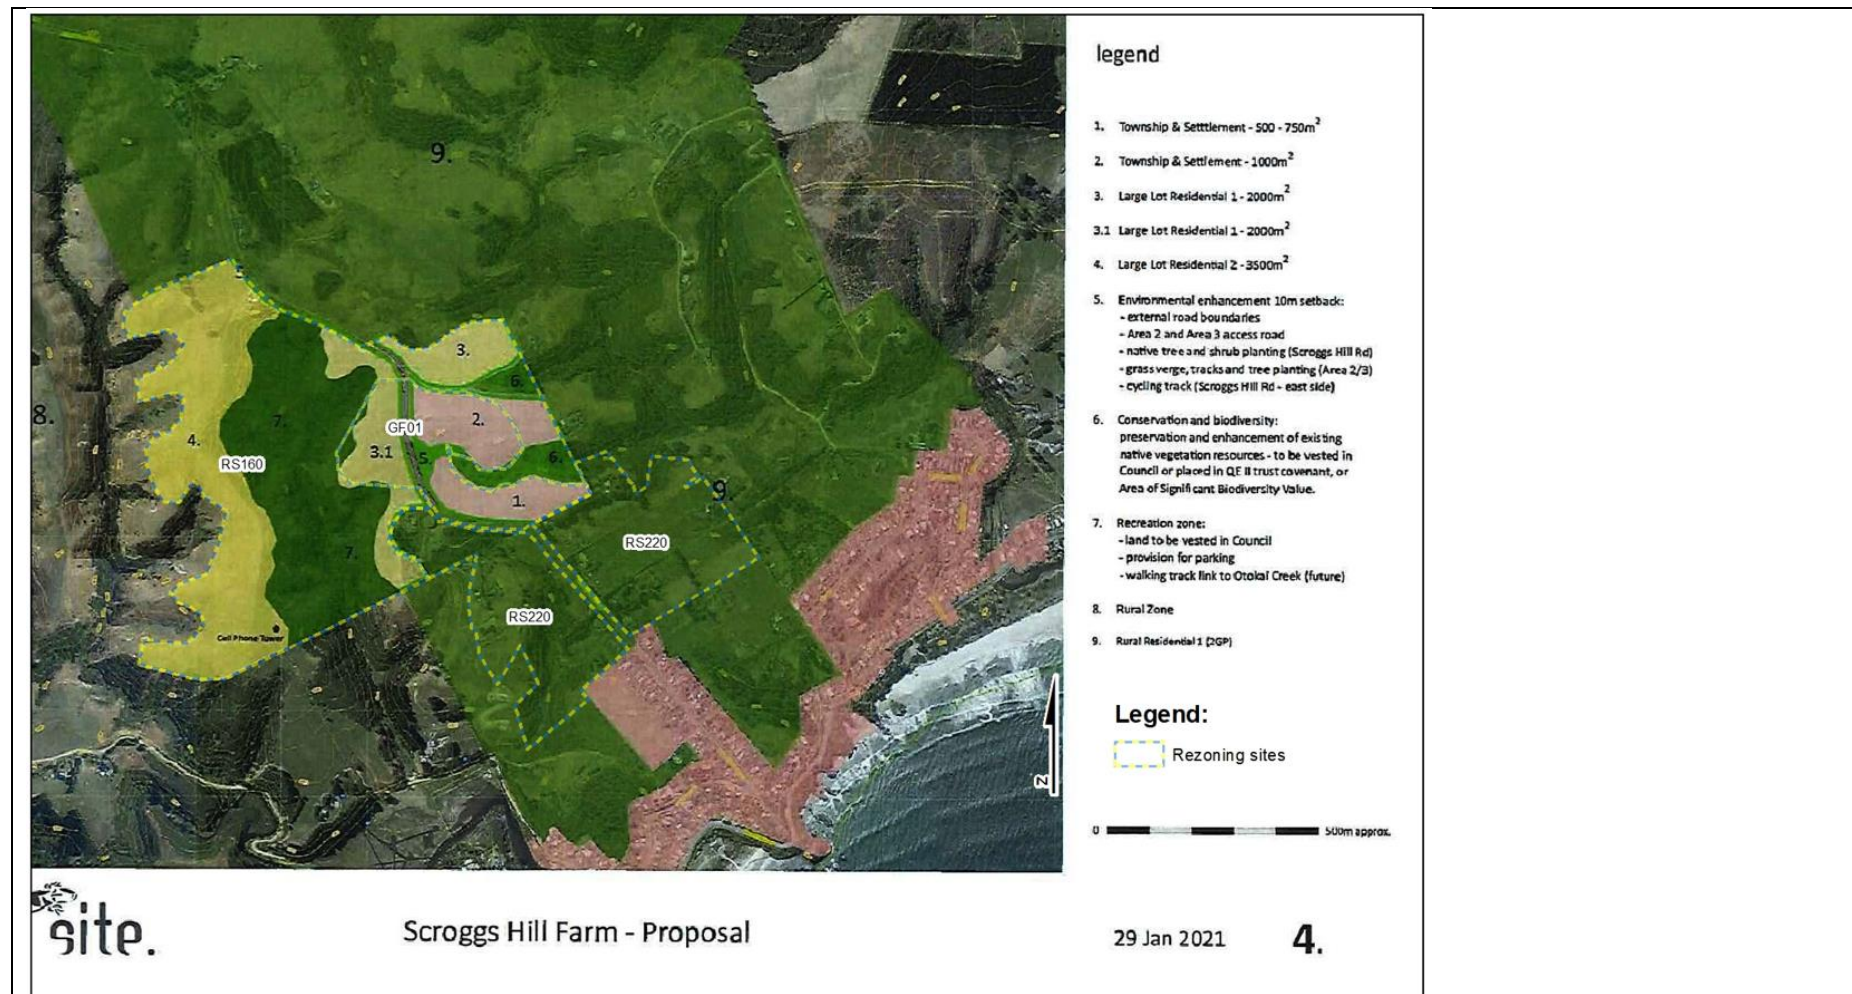 legend
1. Township & Setttlement - 500 - 750m²
2. Township & Settlement - 1000m²
3. Large Lot Residential 1 - 2000m²
3.1 Large Lot Residential 1 - 2000m²
4. Large Lot Residential 2 - 3500m²
5. Environmental enhancement 10m setback:
- external road boundaries
- Area 2 and Area 3 access road
- native tree and shrub planting (Scroggs Hill Rd)
- grass verge, tracks and tree planting (Area 2/3)
- cycling track (Scroggs Hill Rd - east side)
6. Conservation and biodiversity:
preservation and enhancement of existing
native vegetation resources - to be vested in
Council or placed in QE II trust covenant, or
Area of Significant Biodiversity Value.
7. Recreation zone:
- land to be vested in Council
- provision for parking
- walking track link to Otokai Creek (future)
8. Rural Zone
9. Rural Residential 1 (2GP)
Legend:
Rezoning sites
0 500m approx.
N
9.
5.
3.
6.
8.
7.
2.
GF01
4.
3.1
5.
6.
RS160
1.
9.
RS220
7.
RS220
Cell Phone Tower
site.
Scroggs Hill Farm - Proposal
29 Jan 2021
4.